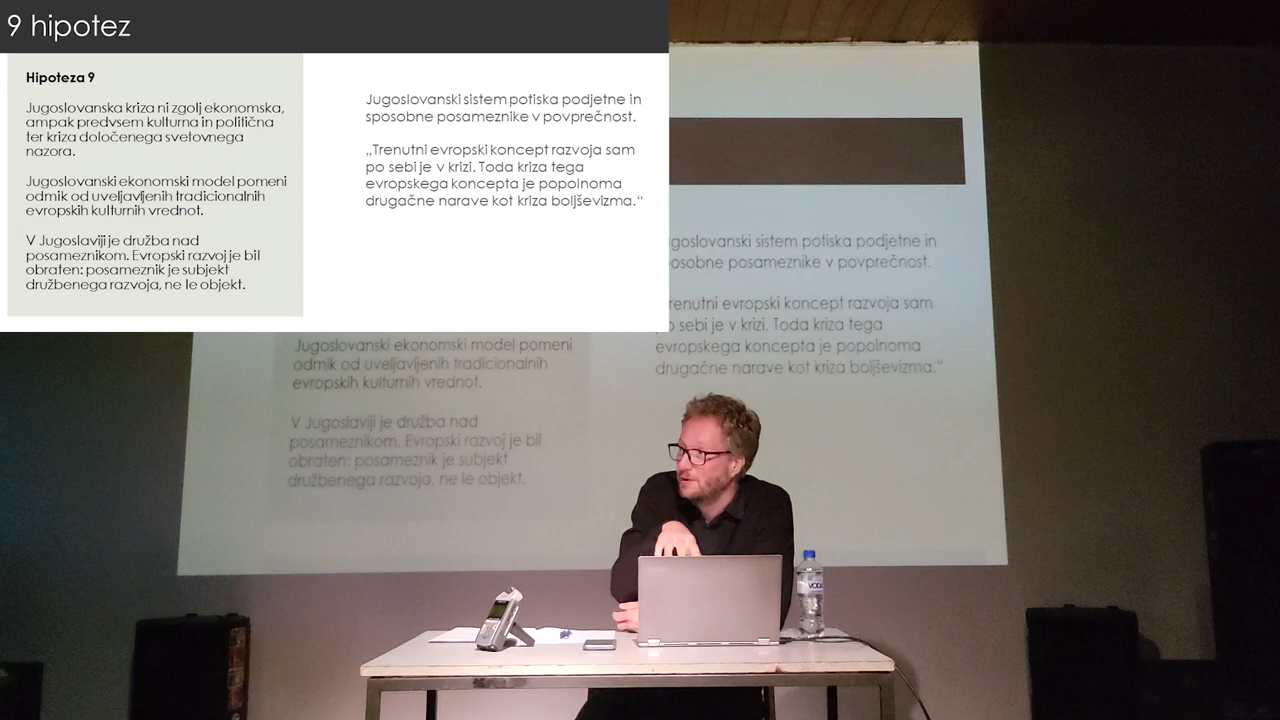 9 hipotez
Hipoteza 9
Jugoslovanska kriza ni zgolj ekonomska,
ampak predvsem kulturna in politična
ter kriza določenega svetovnega
nazora.
Jugoslovanski ekonomski model pomeni
odmik od uveljavljenih tradicionalnih
evropskih kulturnih vrednot.
V Jugoslaviji je družba nad
posameznikom. Evropski razvoj je bil
obraten: posameznik je subjekt
družbenega razvoja, ne le objekt.
Jugoslovanski sistem potiska podjetne in
sposobne posameznike v povprečnost.
„Trenutni evropski koncept razvoja sam
po sebi je v krizi. Toda kriza tega
evropskega koncepta je popolnoma
drugačne narave kot kriza boljševizma.“
Jugoslovanski ekonomski model pomeni
odmik od uveljavljenih tradicionalnih
evropskih kulturnih vrednot.
V Jugoslaviji je družba nad
posameznikom. Evropski razvoj je bil
obraten: posameznik je subjekt
družbenega razvoja, ne le objekt.
goslovanski sistem potiska podjetne in
osobne posameznike v povprečnost.
renutni evropski koncept razvoja sam
po sebi je v krizi. Toda kriza tega
evropskega koncepta je popolnoma
drugačne narave kot kriza boljševizma.“
VODA